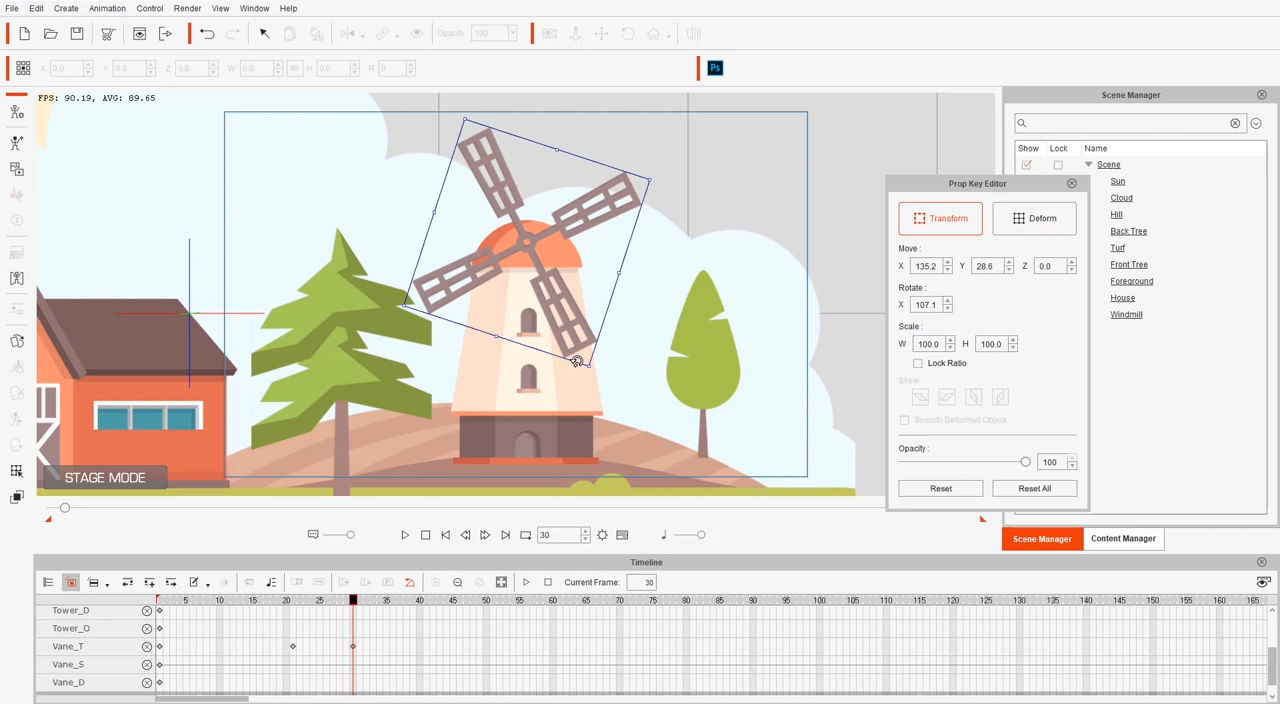 File Edit Create Animation Control Render View Window Help
Opacity: 100
X 0.0 Y 0.0 Z 0.0 W 0.0 H 0.0 R 0 Ps
FPS: 90.19, AVG: 89.65
Scene Manager
Show Lock Name
Scene
Sun
Cloud
Hill
Back Tree
Turf
Front Tree
Foreground
House
Windmill
Prop Key Editor
Transform Deform
Move :
X 135.2 Y 28.6 Z 0.0
Rotate :
X 107.1
Scale :
W 100.0 H 100.0
Lock Ratio
Skew :
Smooth Deformed Object
Opacity :
100
Reset Reset All
STAGE MODE
30
Scene Manager Content Manager
Timeline
Current Frame: 30
5 10 15 20 25 30 35 40 45 50 55 60 65 70 75 80 85 90 95 100 105 110 115 120 125 130 135 140 145 150 155 160 165
Tower_D
Tower_O
Vane_T
Vane_S
Vane_D